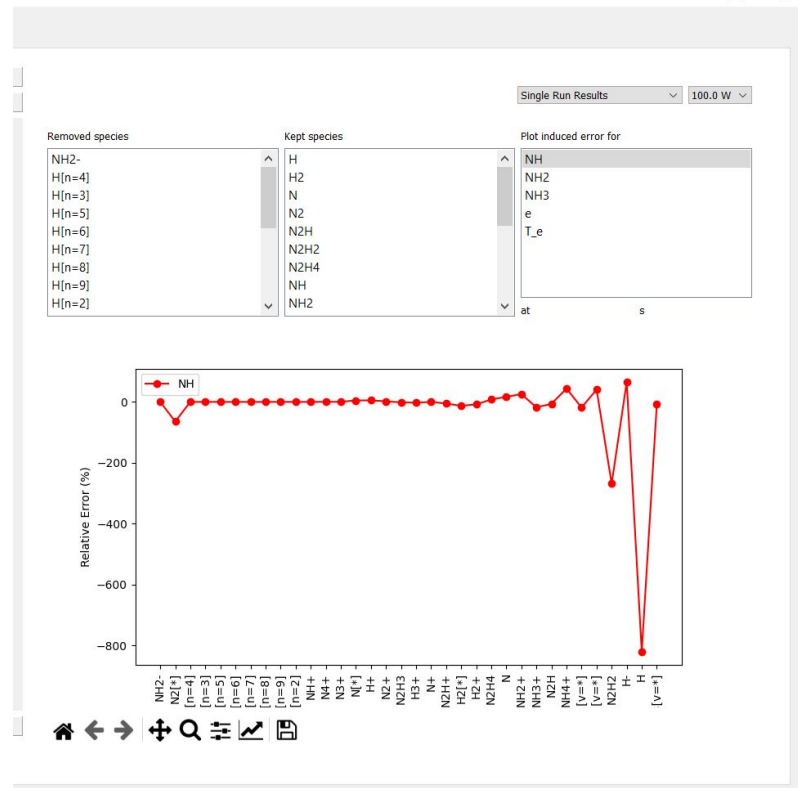 Single Run Results
100.0 W
Removed species
Kept species
Plot induced error for
NH2-
H[n=4]
H[n=3]
H[n=5]
H[n=6]
H[n=7]
H[n=8]
H[n=9]
H[n=2]
H
H2
N
N2
N2H
N2H2
N2H4
NH
NH2
NH
NH2
NH3
e
T_e
at
s
NH
Relative Error (%)
0
−200
−400
−600
−800
NH2-
N2[*]
[n=4]
[n=3]
[n=5]
[n=6]
[n=7]
[n=8]
[n=9]
[n=2]
NH+
N4+
N3+
N[*]
H+
N2+
N2H3
H3+
N+
N2H+
H2[*]
H2+
N2H4
N
NH2+
NH3+
N2H
NH4+
[v=*]
[v=*]
N2H2
H-
H
[v=*]